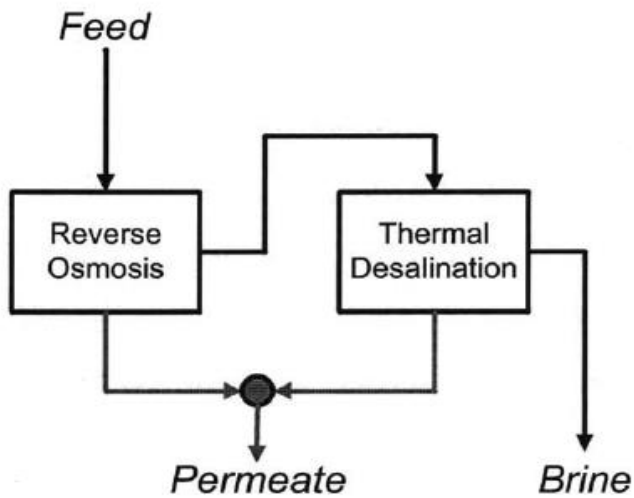 Feed
Reverse
Osmosis
Thermal
Desalination
Permeate
Brine